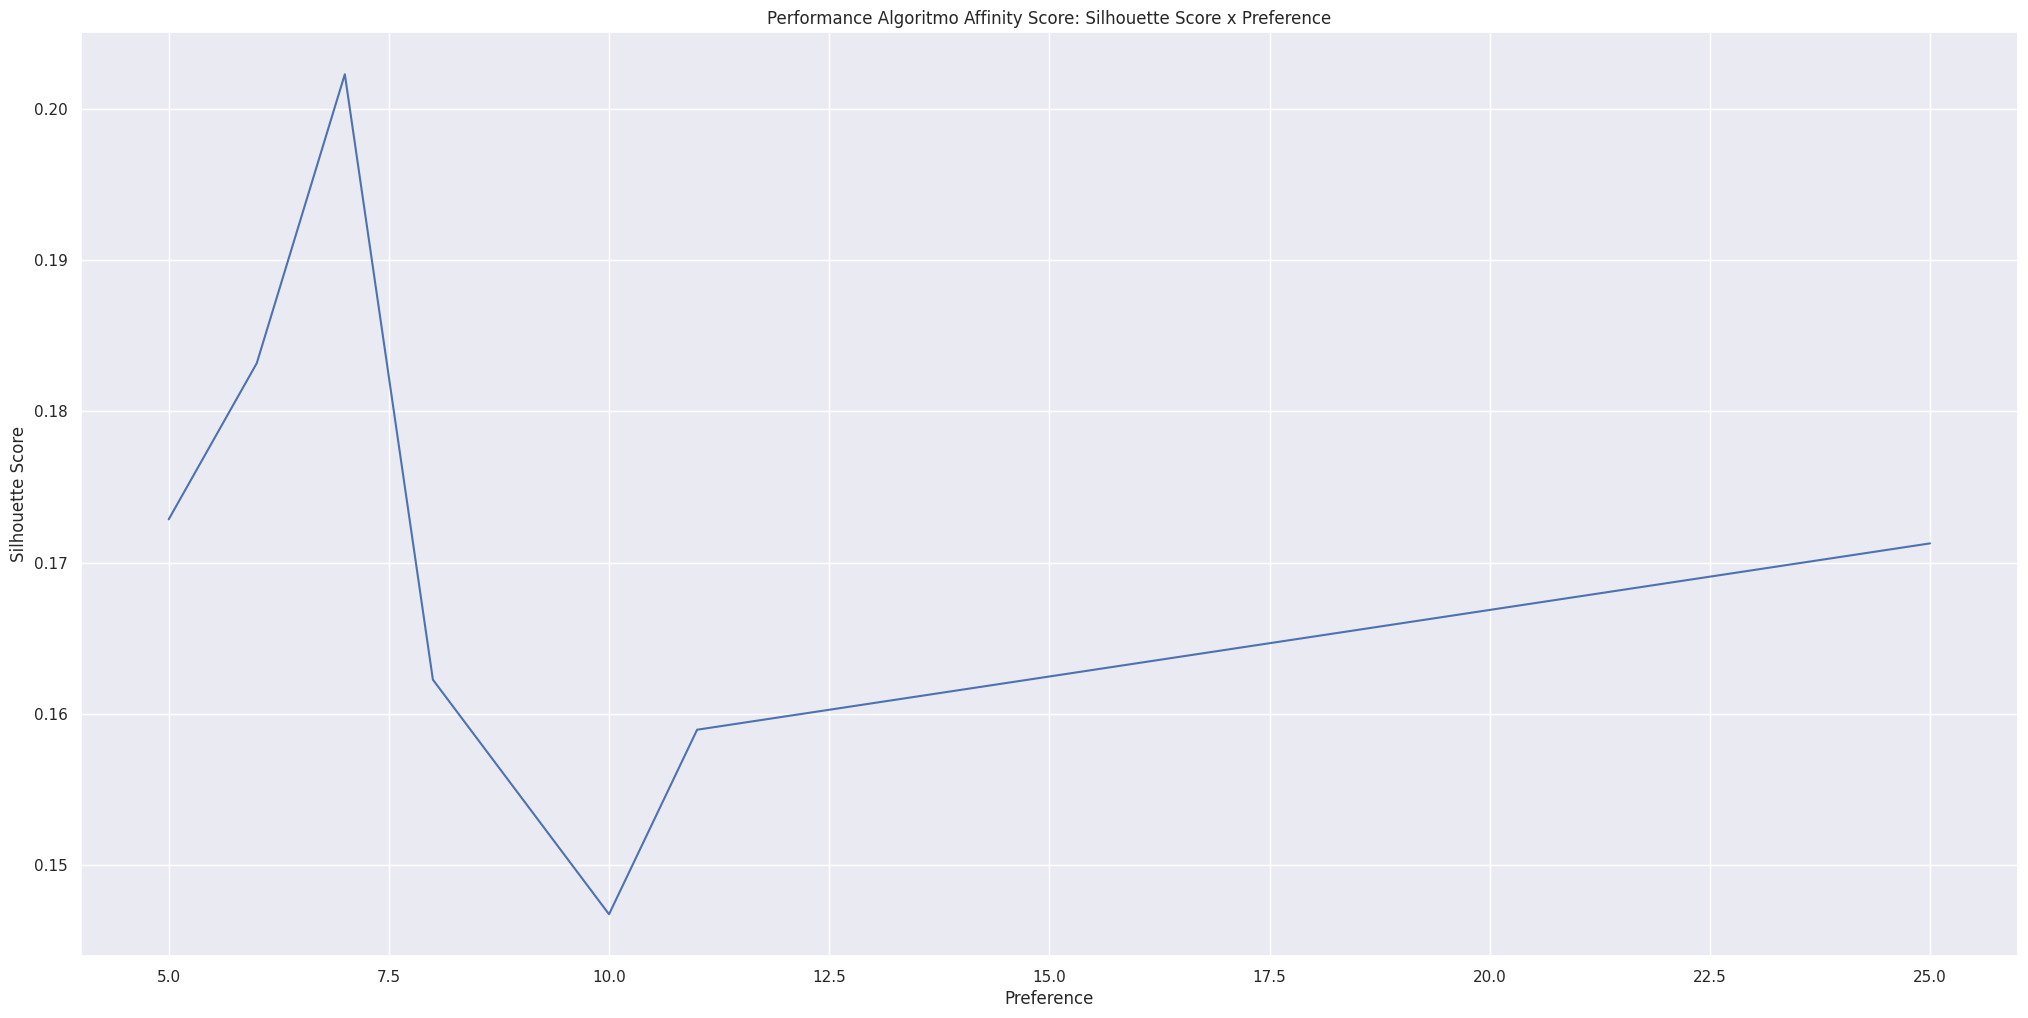 Performance Algoritmo Affinity Score: Silhouette Score x Preference
0.20
0.19
0.18
0.17
0.16
0.15
Silhouette Score
5.0 7.5 10.0 12.5 15.0 17.5 20.0 22.5 25.0
Preference